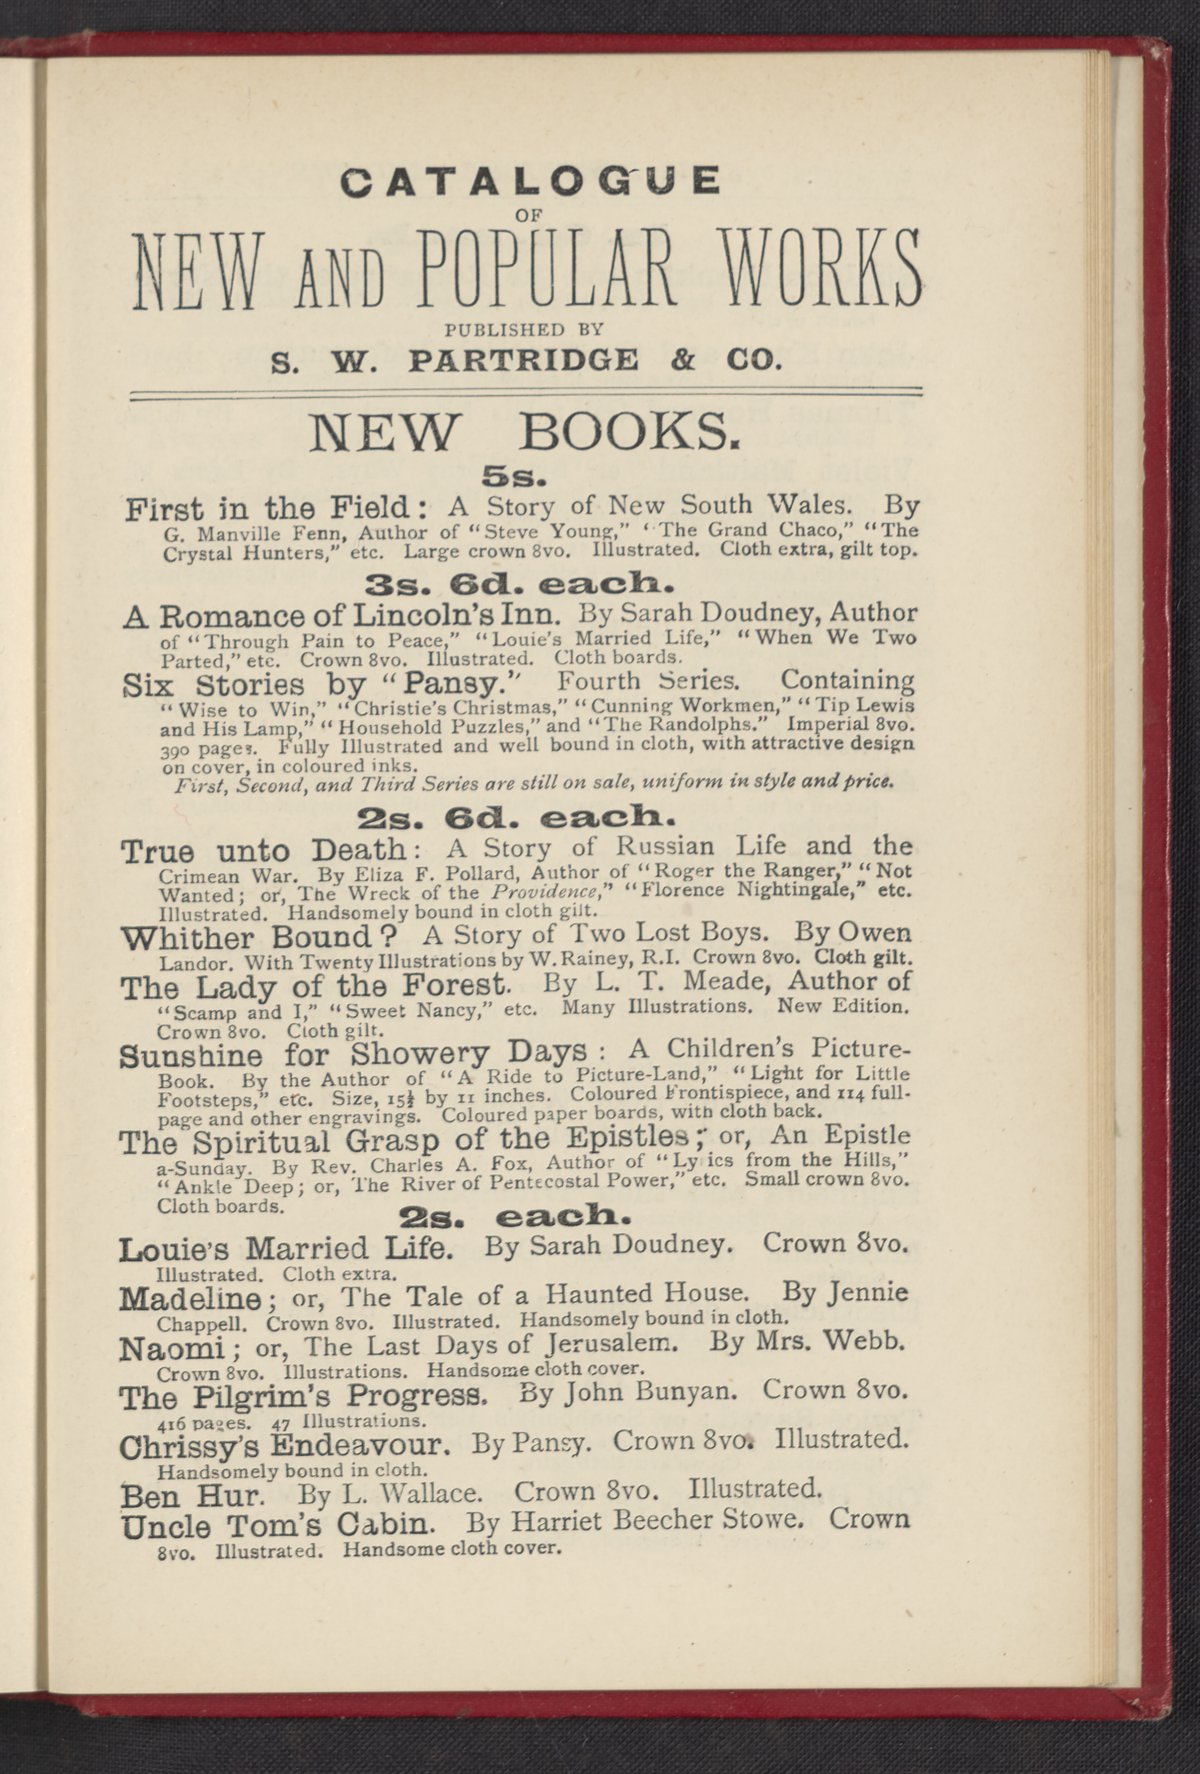 CATALOGUE
OF
NEW AND POPULAR WORKS
PUBLISHED BY
S. W. PARTRIDGE & CO.
NEW BOOKS.
5s.
First in the Field: A Story of New South Wales. By
G. Manville Fenn, Author of "Steve Young," "The Grand Chaco," "The
Crystal Hunters," etc. Large crown 8vo. Illustrated. Cloth extra, gilt top.
3s. 6d. each.
A Romance of Lincoln's Inn. By Sarah Doudney, Author
of "Through Pain to Peace," "Louie's Married Life," "When We Two
Parted," etc. Crown 8vo. Illustrated. Cloth boards.
Six Stories by "Pansy." Fourth Series. Containing
"Wise to Win," "Christie's Christmas," "Cunning Workmen," "Tip Lewis
and His Lamp," "Household Puzzles," and "The Randolphs." Imperial 8vo.
390 pages. Fully Illustrated and well bound in cloth, with attractive design
on cover, in coloured inks.
First, Second, and Third Series are still on sale, uniform in style and price.
2s. 6d. each.
True unto Death: A Story of Russian Life and the
Crimean War. By Eliza F. Pollard, Author of "Roger the Ranger," "Not
Wanted; or, The Wreck of the Providence," "Florence Nightingale," etc.
Illustrated. Handsomely bound in cloth gilt.
Whither Bound? A Story of Two Lost Boys. By Owen
Landor. With Twenty Illustrations by W. Rainey, R.I. Crown 8vo. Cloth gilt.
The Lady of the Forest. By L. T. Meade, Author of
"Scamp and I," "Sweet Nancy," etc. Many Illustrations. New Edition.
Crown 8vo. Cloth gilt.
Sunshine for Showery Days: A Children's Picture-
Book. By the Author of "A Ride to Picture-Land," "Light for Little
Footsteps," etc. Size, 15½ by 11 inches. Coloured Frontispiece, and 114 full-
page and other engravings. Coloured paper boards, with cloth back.
The Spiritual Grasp of the Epistles; or, An Epistle
a-Sunday. By Rev. Charles A. Fox, Author of "Lyrics from the Hills,"
"Ankle Deep; or, The River of Pentecostal Power," etc. Small crown 8vo.
Cloth boards.
2s. each.
Louie's Married Life. By Sarah Doudney. Crown 8vo.
Illustrated. Cloth extra.
Madeline; or, The Tale of a Haunted House. By Jennie
Chappell. Crown 8vo. Illustrated. Handsomely bound in cloth.
Naomi; or, The Last Days of Jerusalem. By Mrs. Webb.
Crown 8vo. Illustrations. Handsome cloth cover.
The Pilgrim's Progress. By John Bunyan. Crown 8vo.
416 pages. 47 Illustrations.
Chrissy's Endeavour. By Pansy. Crown 8vo. Illustrated.
Handsomely bound in cloth.
Ben Hur. By L. Wallace. Crown 8vo. Illustrated.
Uncle Tom's Cabin. By Harriet Beecher Stowe. Crown
8vo. Illustrated. Handsome cloth cover.